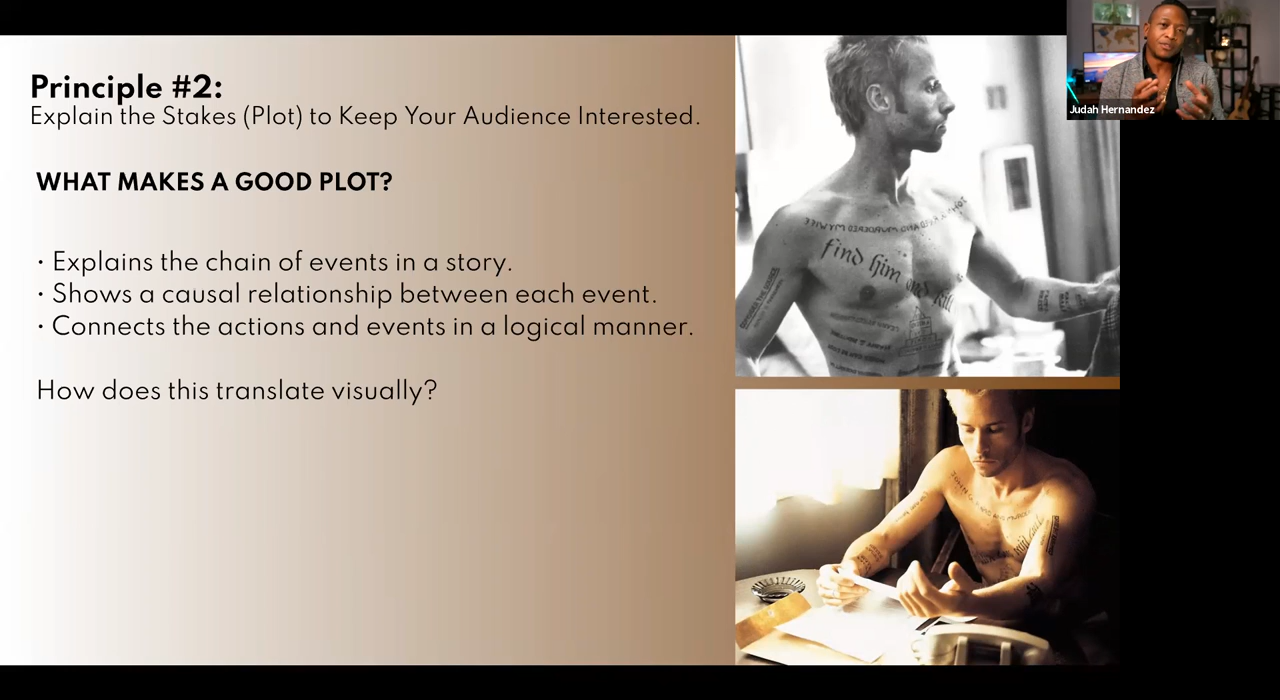 Principle #2:
Explain the Stakes (Plot) to Keep Your Audience Interested.
WHAT MAKES A GOOD PLOT?
• Explains the chain of events in a story.
• Shows a causal relationship between each event.
• Connects the actions and events in a logical manner.
How does this translate visually?
Judah Hernandez
find him
and kill